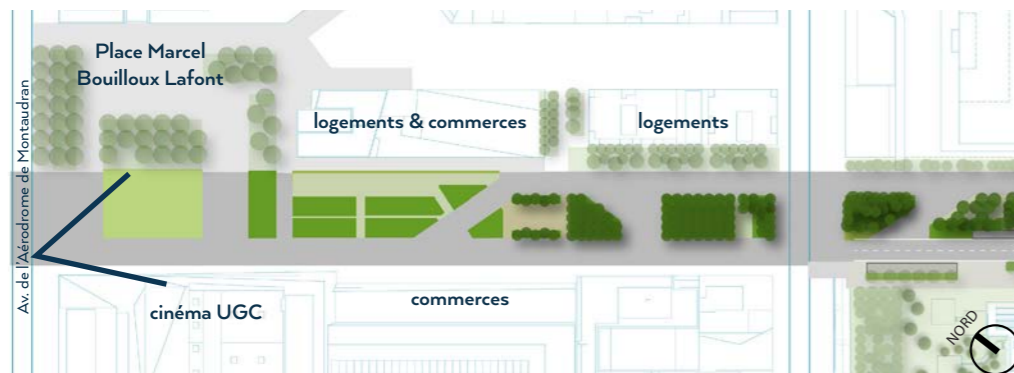 Place Marcel
Bouilloux Lafont
logements & commerces
logements
Av. de l'Aérodrome de Montaudran
cinéma UGC
commerces
NORD